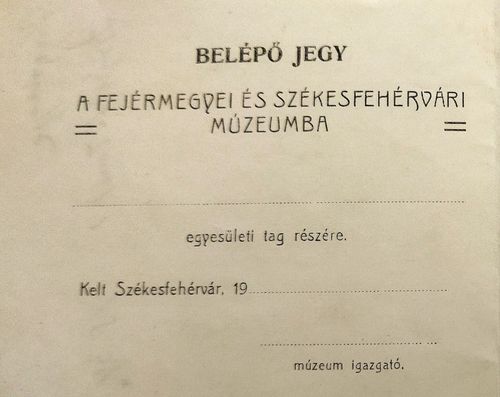 BELÉPŐ JEGY
A FEJÉRMEGYEI ÉS SZÉKESFEHÉRVÁRI
MÚZEUMBA
egyesületi tag részére.
Kelt Székesfehérvár, 19
múzeum igazgató.